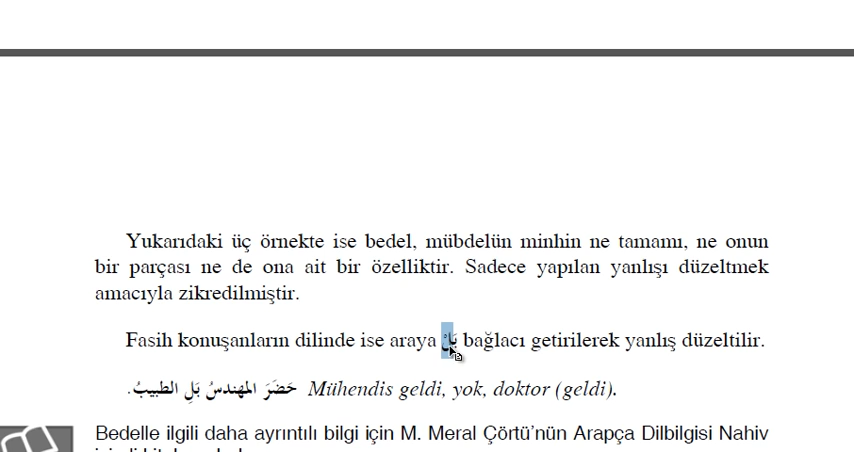 Yukarıdaki üç örnekte ise bedel, mübdelün minhin ne tamamı, ne onun
bir parçası ne de ona ait bir özelliktir. Sadece yapılan yanlışı düzeltmek
amacıyla zikredilmiştir.
Fasih konuşanların dilinde ise araya بَلْ bağlacı getirilerek yanlış düzeltilir.
حَضَرَ المهندسُ بَلِ الطبيبُ. Mühendis geldi, yok, doktor (geldi).
Bedelle ilgili daha ayrıntılı bilgi için M. Meral Çörtü'nün Arapça Dilbilgisi Nahiv